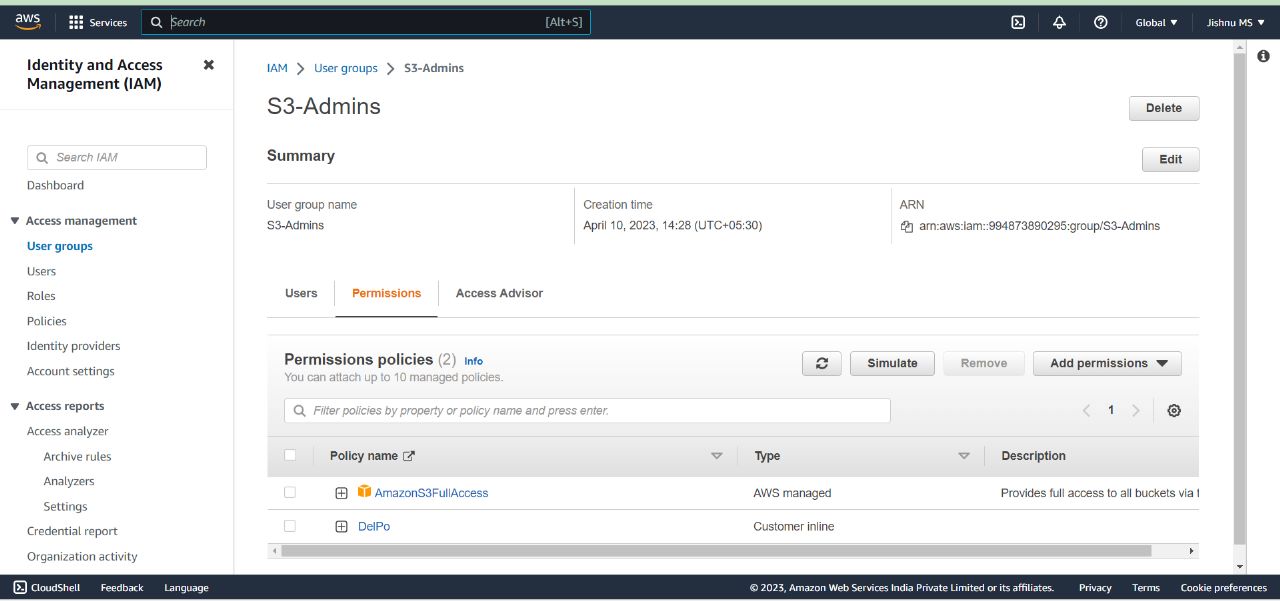 aws Services Search [Alt+S] Global Jishnu MS
Identity and Access
Management (IAM)
Search IAM
Dashboard
Access management
User groups
Users
Roles
Policies
Identity providers
Account settings
Access reports
Access analyzer
Archive rules
Analyzers
Settings
Credential report
Organization activity
IAM User groups S3-Admins
S3-Admins Delete
Summary Edit
User group name Creation time ARN
S3-Admins April 10, 2023, 14:28 (UTC+05:30) arn:aws:iam::994873890295:group/S3-Admins
Users Permissions Access Advisor
Permissions policies (2) Info Simulate Remove Add permissions
You can attach up to 10 managed policies.
Filter policies by property or policy name and press enter. 1
Policy name Type Description
AmazonS3FullAccess AWS managed Provides full access to all buckets via t
DelPo Customer inline
CloudShell Feedback Language © 2023, Amazon Web Services India Private Limited or its affiliates. Privacy Terms Cookie preferences